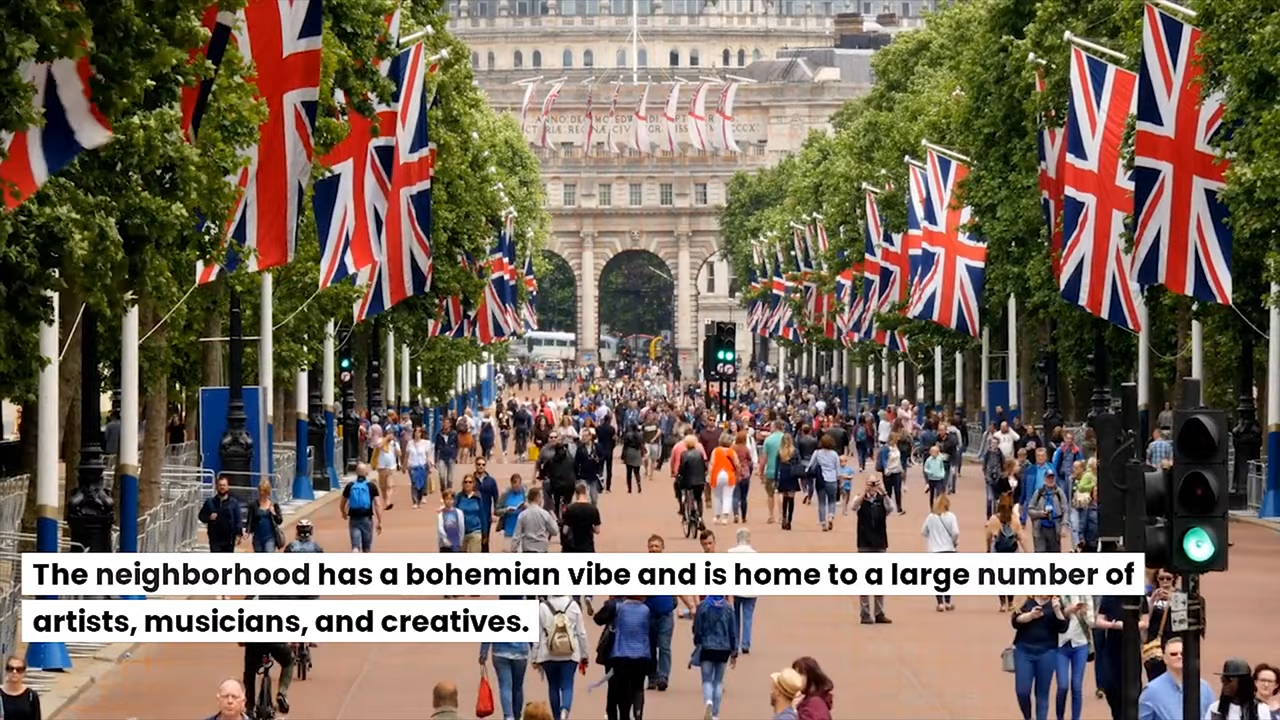 The neighborhood has a bohemian vibe and is home to a large number of
artists, musicians, and creatives.